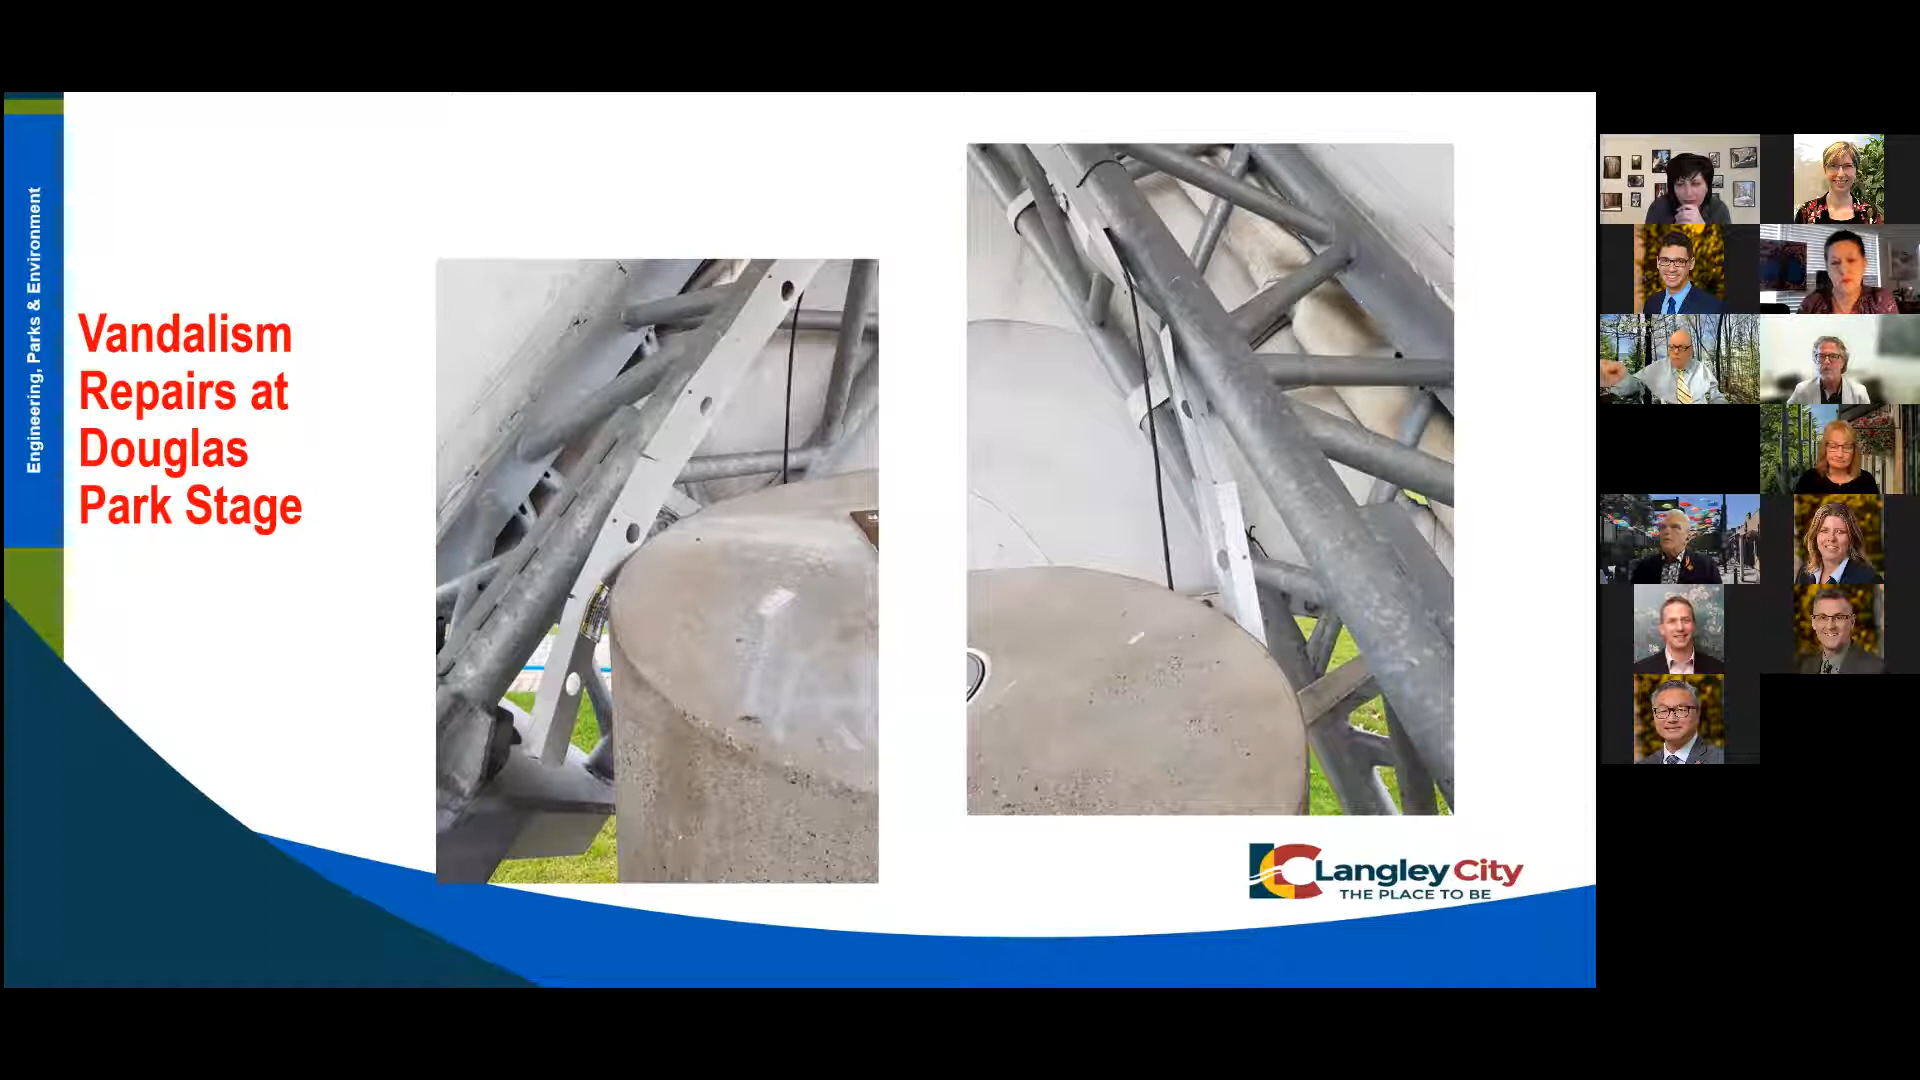 Engineering, Parks & Environment
Vandalism
Repairs at
Douglas
Park Stage
Langley City
THE PLACE TO BE